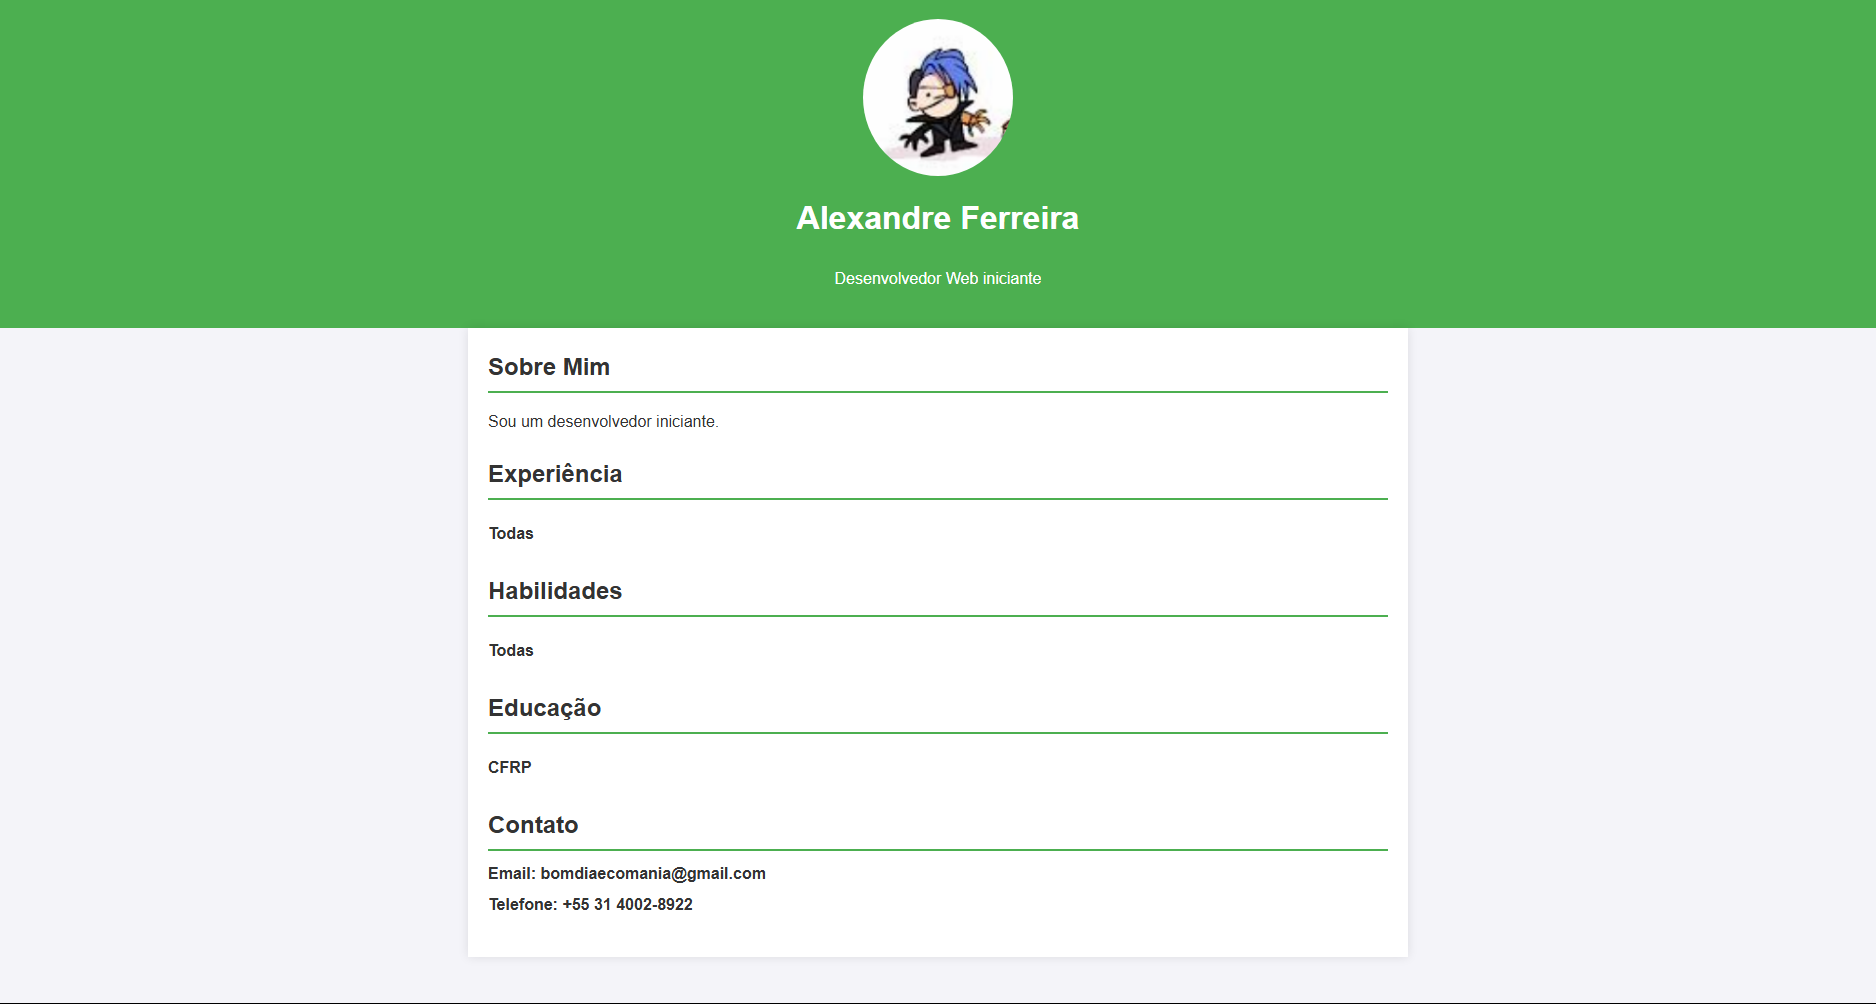 Alexandre Ferreira
Desenvolvedor Web iniciante
Sobre Mim
Sou um desenvolvedor iniciante.
Experiência
Todas
Habilidades
Todas
Educação
CFRP
Contato
Email: bomdiaecomania@gmail.com
Telefone: +55 31 4002-8922